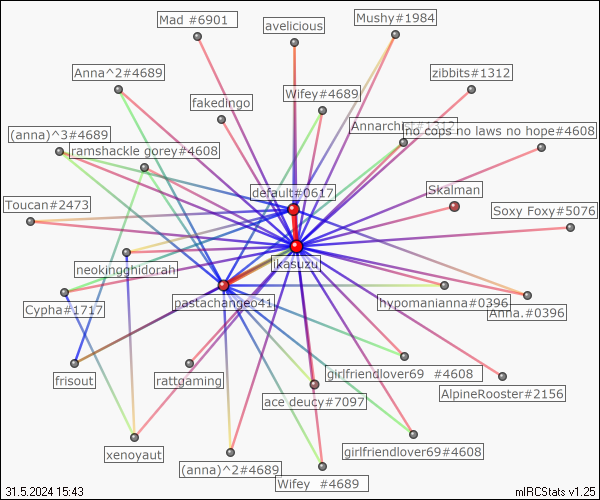 Mad #6901
avelicious
Mushy#1984
Anna^2#4689
zibbits#1312
fakedingo
Wifey#4689
(anna)^3#4689
ramshackle gorey#4608
Annarchist#1312
no cops no laws no hope#4608
default#0617
Skalman
Toucan#2473
Soxy Foxy#5076
neokingghidorah
ikasuzu
Cypha#1717
pastachangeo41
hypomanianna#0396
Anna.#0396
frisout
rattgaming
girlfriendlover69 #4608
ace deucy#7097
AlpineRooster#2156
xenoyaut
(anna)^2#4689
girlfriendlover69#4608
Wifey #4689
31.5.2024 15:43
mIRCStats v1.25